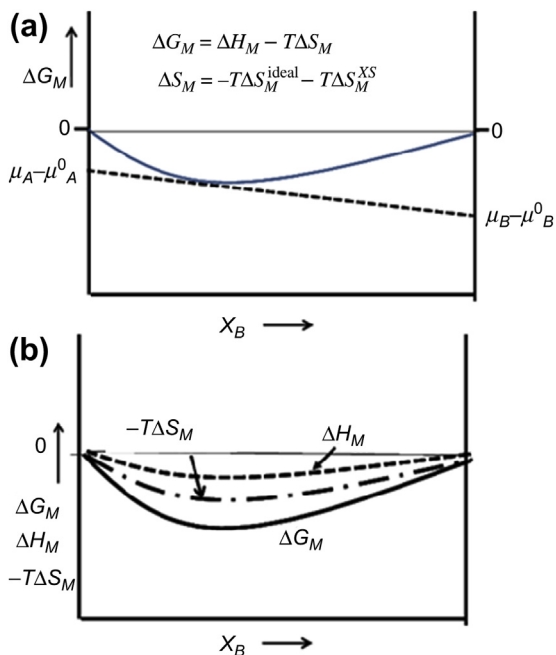 (a)
ΔG_M = ΔH_M − TΔS_M
ΔS_M = −TΔS_M^ideal − TΔS_M^XS
ΔG_M
0
0
μ_A–μ^0_A
μ_B–μ^0_B
X_B
(b)
−TΔS_M
ΔH_M
0
ΔG_M
ΔG_M
ΔH_M
−TΔS_M
X_B